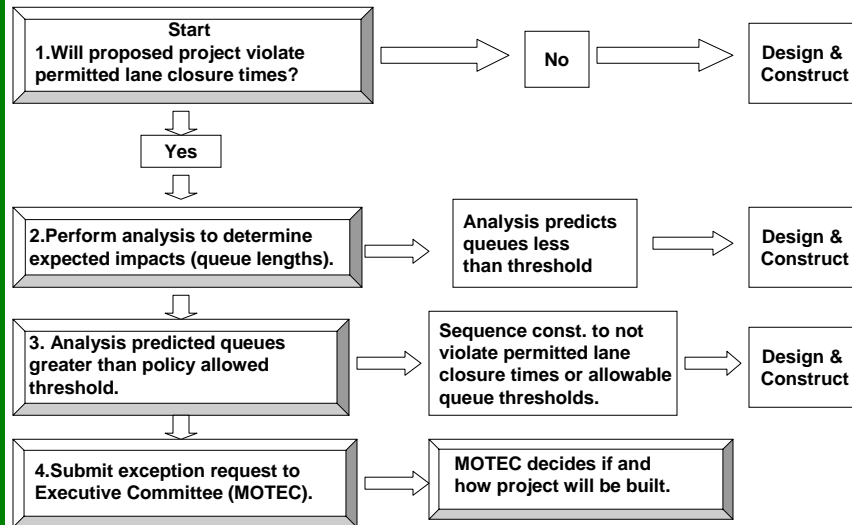 Start
1.Will proposed project violate
permitted lane closure times?
No
Design &
Construct
Yes
2.Perform analysis to determine
expected impacts (queue lengths).
Analysis predicts
queues less
than threshold
Design &
Construct
3. Analysis predicted queues
greater than policy allowed
threshold.
Sequence const. to not
violate permitted lane
closure times or allowable
queue thresholds.
Design &
Construct
4.Submit exception request to
Executive Committee (MOTEC).
MOTEC decides if and
how project will be built.